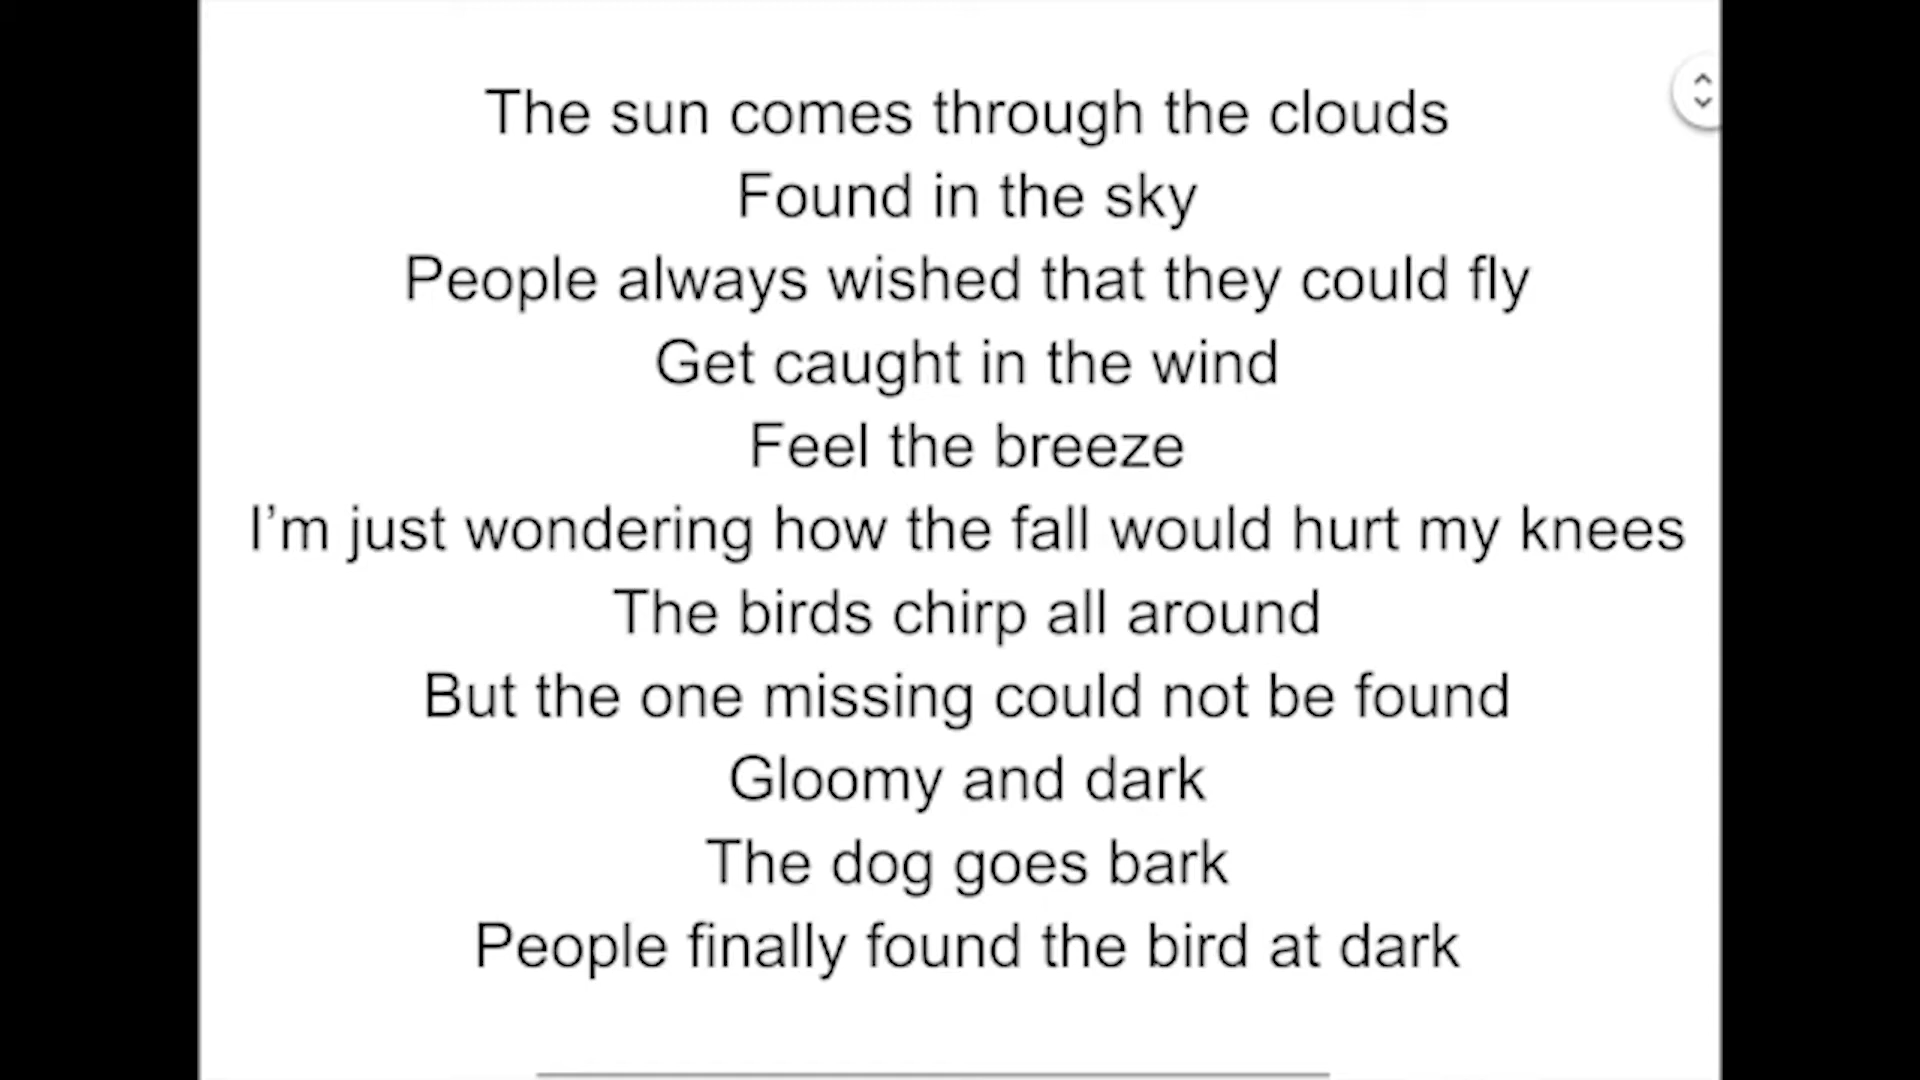 The sun comes through the clouds
Found in the sky
People always wished that they could fly
Get caught in the wind
Feel the breeze
I’m just wondering how the fall would hurt my knees
The birds chirp all around
But the one missing could not be found
Gloomy and dark
The dog goes bark
People finally found the bird at dark